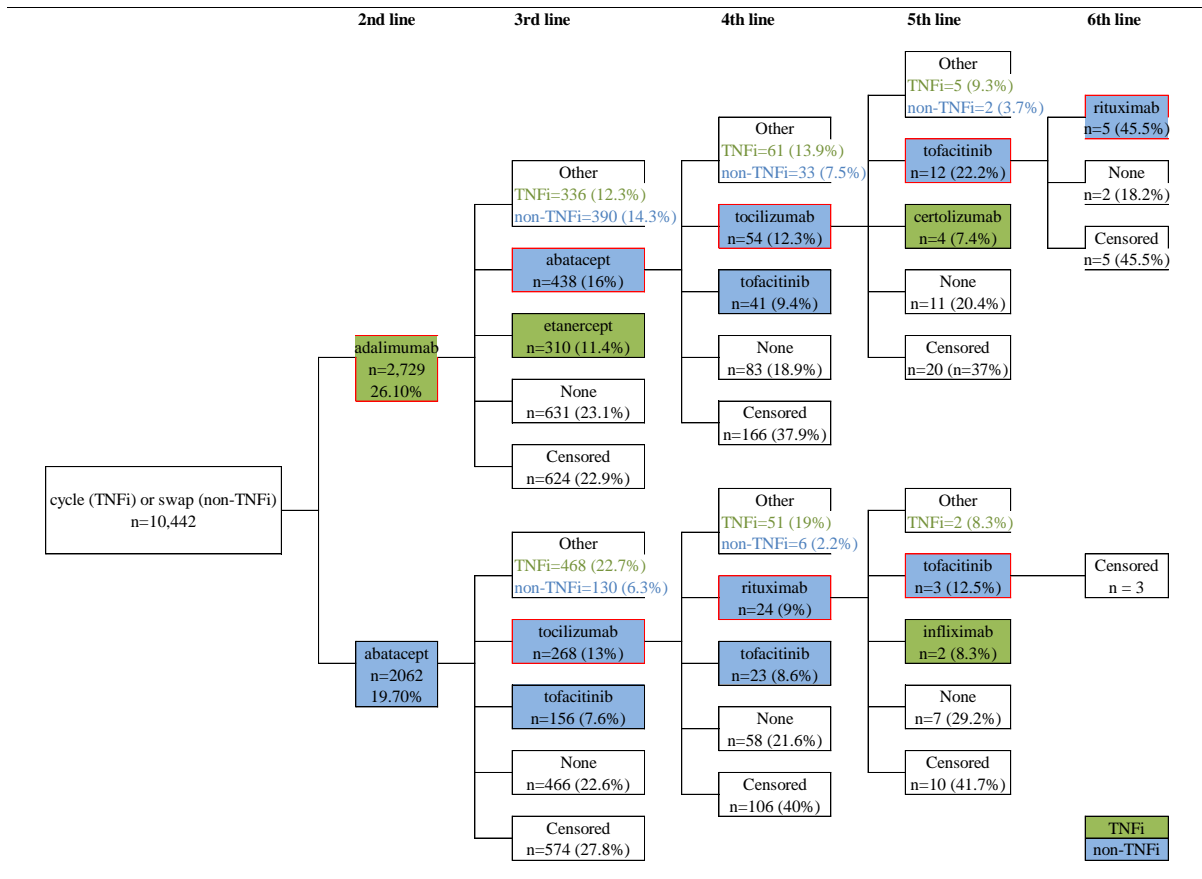 2nd line
3rd line
4th line
5th line
6th line
cycle (TNFi) or swap (non-TNFi)
n=10,442
adalimumab
n=2,729
26.10%
Other
TNFi=336 (12.3%)
non-TNFi=390 (14.3%)
abatacept
n=438 (16%)
etanercept
n=310 (11.4%)
None
n=631 (23.1%)
Censored
n=624 (22.9%)
Other
TNFi=61 (13.9%)
non-TNFi=33 (7.5%)
tocilizumab
n=54 (12.3%)
tofacitinib
n=41 (9.4%)
None
n=83 (18.9%)
Censored
n=166 (37.9%)
Other
TNFi=5 (9.3%)
non-TNFi=2 (3.7%)
tofacitinib
n=12 (22.2%)
certolizumab
n=4 (7.4%)
None
n=11 (20.4%)
Censored
n=20 (n=37%)
rituximab
n=5 (45.5%)
None
n=2 (18.2%)
Censored
n=5 (45.5%)
abatacept
n=2062
19.70%
Other
TNFi=468 (22.7%)
non-TNFi=130 (6.3%)
tocilizumab
n=268 (13%)
tofacitinib
n=156 (7.6%)
None
n=466 (22.6%)
Censored
n=574 (27.8%)
Other
TNFi=51 (19%)
non-TNFi=6 (2.2%)
rituximab
n=24 (9%)
tofacitinib
n=23 (8.6%)
None
n=58 (21.6%)
Censored
n=106 (40%)
Other
TNFi=2 (8.3%)
tofacitinib
n=3 (12.5%)
infliximab
n=2 (8.3%)
None
n=7 (29.2%)
Censored
n=10 (41.7%)
Censored
n = 3
TNFi
non-TNFi